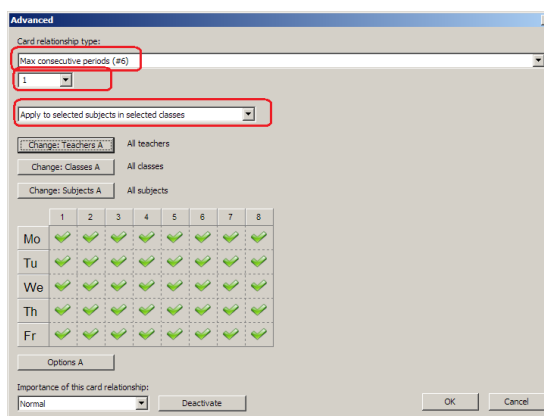 Advanced
Card relationship type:
Max consecutive periods (#6)
1
Apply to selected subjects in selected classes
Change: Teachers A All teachers
Change: Classes A All classes
Change: Subjects A All subjects
1 2 3 4 5 6 7 8
Mo
Tu
We
Th
Fr
Options A
Importance of this card relationship:
Normal Deactivate OK Cancel